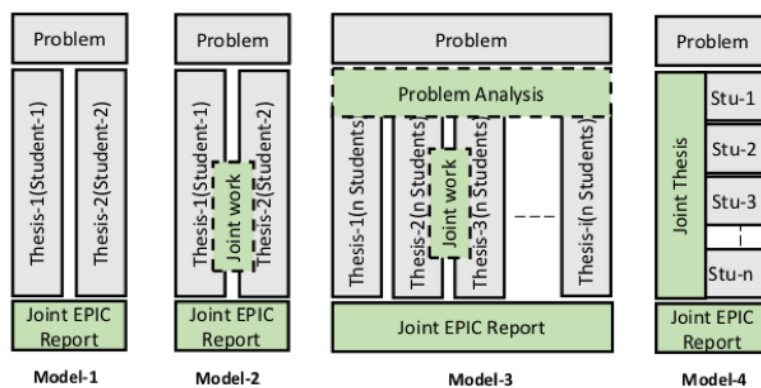 Problem
Thesis-1(Student-1)
Thesis-2(Student-2)
Joint EPIC
Report
Model-1
Problem
Thesis-1(Student-1)
Joint work
Thesis-2(Student-2)
Joint EPIC
Report
Model-2
Problem
Problem Analysis
Thesis-1(n Students)
Thesis-2(n Students)
Joint work
Thesis-3(n Students)
Thesis-i(n Students)
Joint EPIC Report
Model-3
Problem
Joint Thesis
Stu-1
Stu-2
Stu-3
Stu-n
Joint EPIC
Report
Model-4